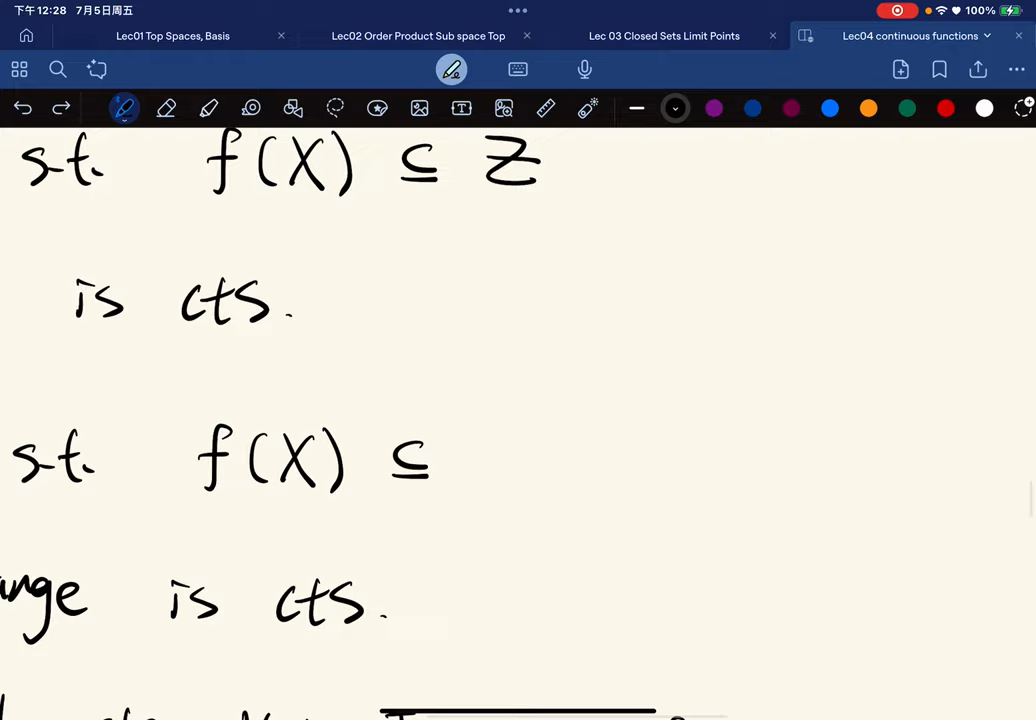 下午12:28 7月5日周五
100%
Lec01 Top Spaces, Basis
Lec02 Order Product Sub space Top
Lec 03 Closed Sets Limit Points
Lec04 continuous functions
s.t. f(X) ⊆ Z
is cts.
s.t. f(X) ⊆
ange is cts.